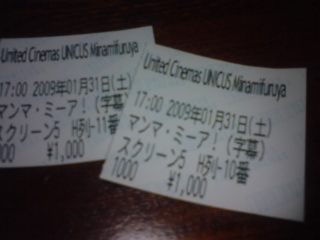 United Cinemas UNICUS Minamifuruya
17:00 2009年01月31日(土)
マンマ・ミーア!(字幕
スクリーン5 H列-11番
000 ¥1,000
United Cinemas UNICUS Minamifuruya
17:00 2009年01月31日(土)
マンマ・ミーア!(字幕)
スクリーン5 H列-10番
1000 ¥1,000